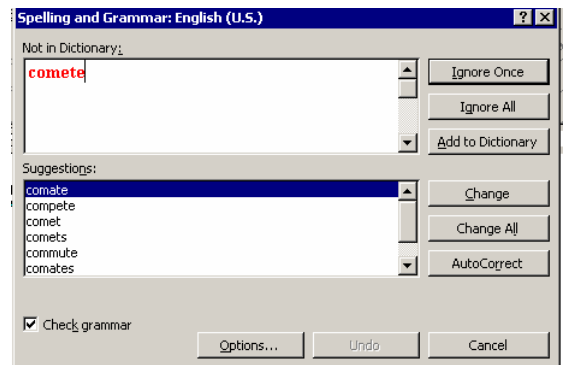 Spelling and Grammar: English (U.S.)
Not in Dictionary:
comete
Ignore Once
Ignore All
Add to Dictionary
Suggestions:
comate
compete
comet
comets
commute
comates
Change
Change All
AutoCorrect
Check grammar
Options...
Undo
Cancel